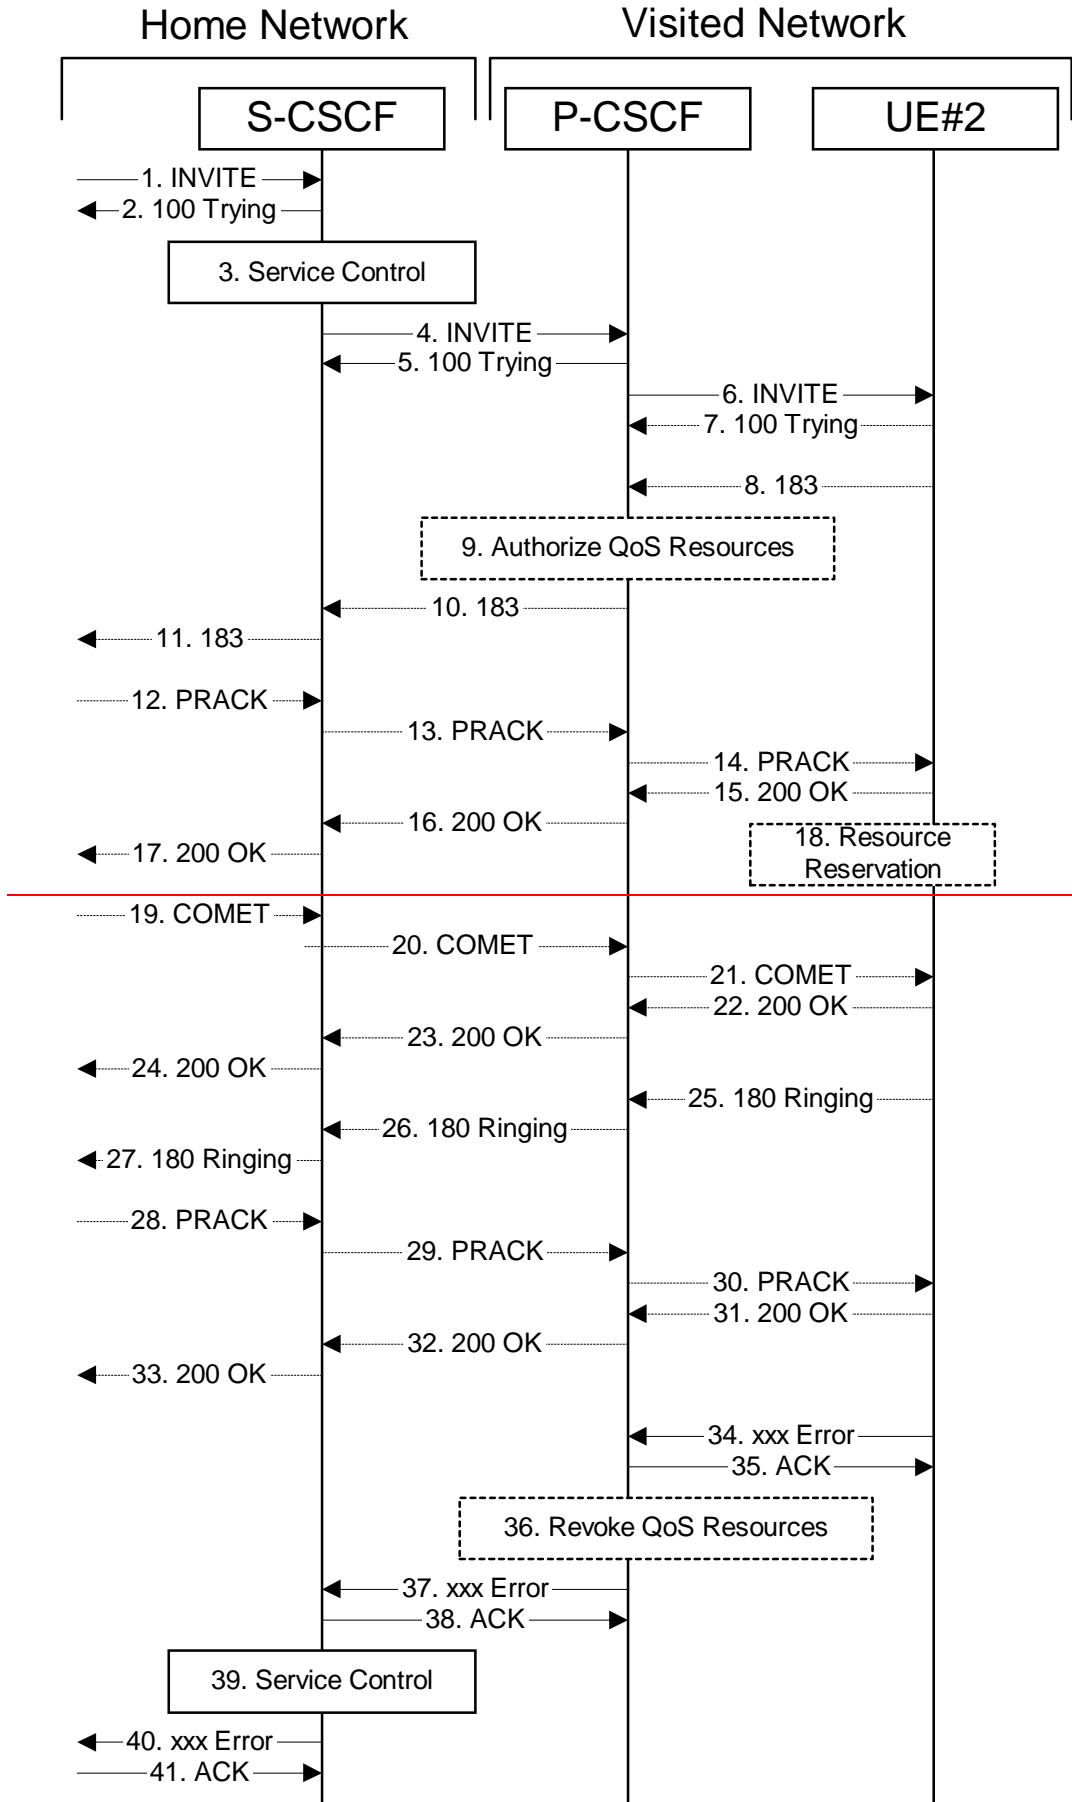 Home Network
Visited Network
S-CSCF
P-CSCF
UE#2
1. INVITE
2. 100 Trying
3. Service Control
4. INVITE
5. 100 Trying
6. INVITE
7. 100 Trying
8. 183
9. Authorize QoS Resources
10. 183
11. 183
12. PRACK
13. PRACK
14. PRACK
15. 200 OK
16. 200 OK
17. 200 OK
18. Resource
Reservation
19. COMET
20. COMET
21. COMET
22. 200 OK
23. 200 OK
24. 200 OK
25. 180 Ringing
26. 180 Ringing
27. 180 Ringing
28. PRACK
29. PRACK
30. PRACK
31. 200 OK
32. 200 OK
33. 200 OK
34. xxx Error
35. ACK
36. Revoke QoS Resources
37. xxx Error
38. ACK
39. Service Control
40. xxx Error
41. ACK